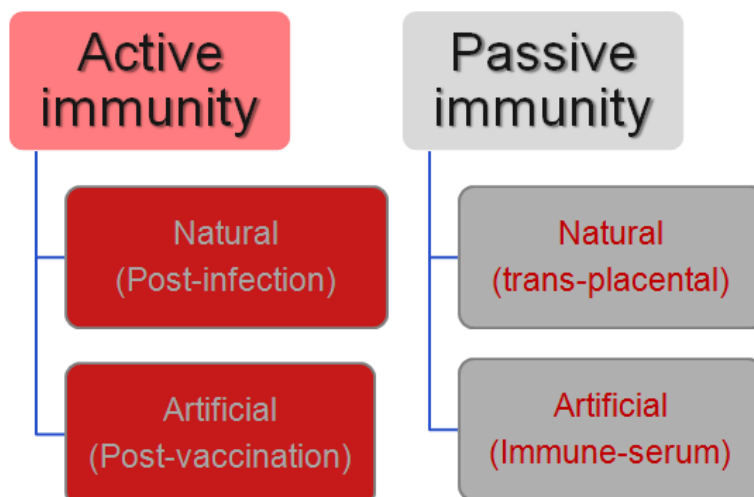 Active
immunity
Natural
(Post-infection)
Artificial
(Post-vaccination)
Passive
immunity
Natural
(trans-placental)
Artificial
(Immune-serum)